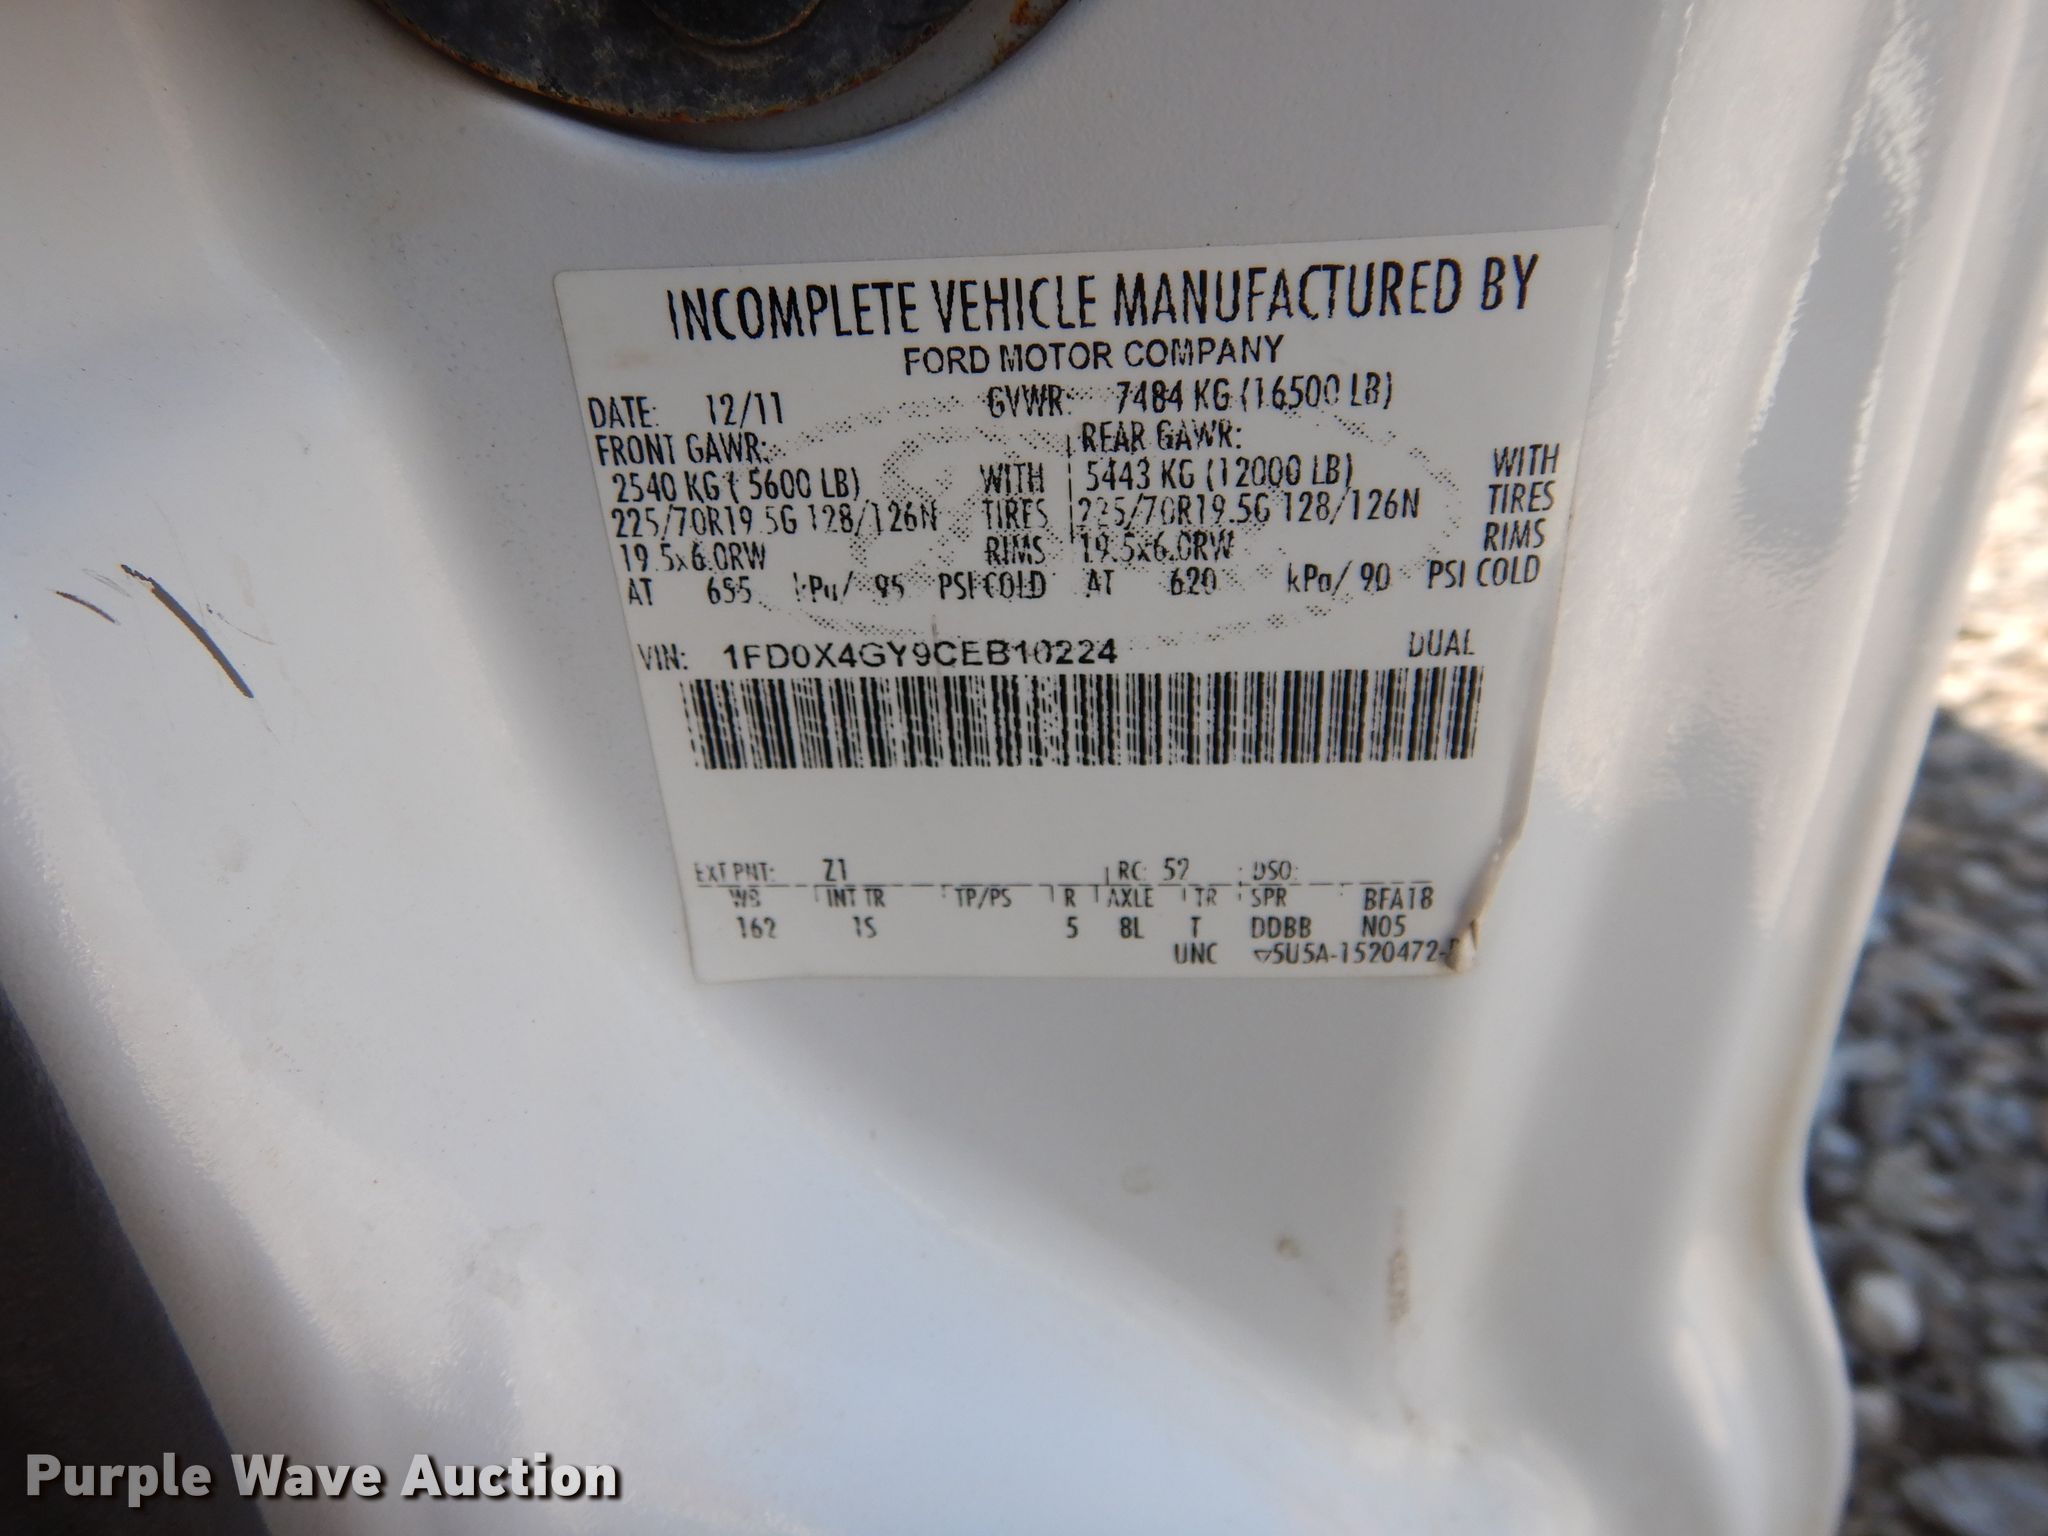 INCOMPLETE VEHICLE MANUFACTURED BY
FORD MOTOR COMPANY
DATE: 12/11 GVWR: 7484 KG (16500 LB)
FRONT GAWR: REAR GAWR:
2540 KG ( 5600 LB) WITH 5443 KG (12000 LB) WITH
225/70R19.5G 128/126N TIRES 225/70R19.5G 128/126N TIRES
19.5x6.0RW RIMS 19.5x6.0RW RIMS
AT 655 kPa/ 95 PSI COLD AT 620 kPa/ 90 PSI COLD
VIN: 1FD0X4GY9CEB10224 DUAL
EXT PNT: Z1 RC: 52 DSO:
WB INT TR TP/PS R AXLE TR SPR BFA18
162 1S 5 8L T DDBB N05
UNC 5U5A-1520472-
Purple Wave Auction